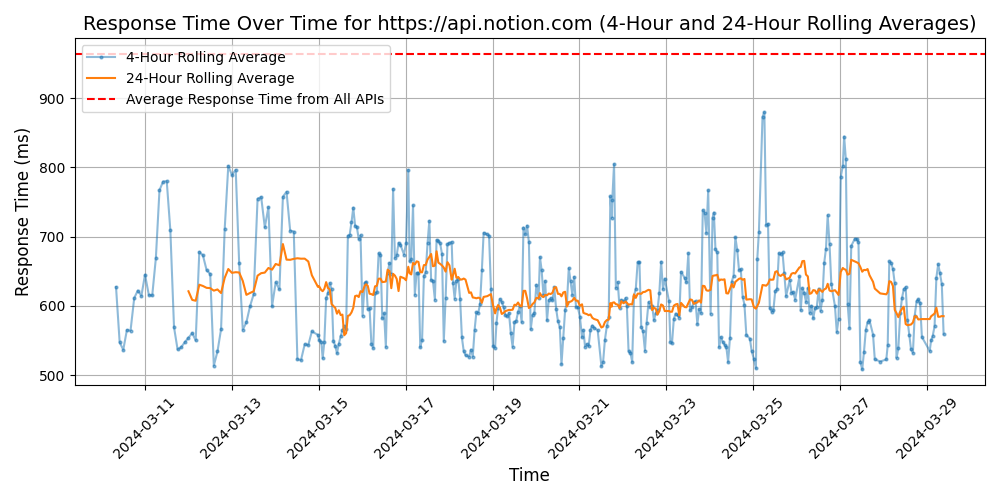 Response Time Over Time for https://api.notion.com (4-Hour and 24-Hour Rolling Averages)
4-Hour Rolling Average
24-Hour Rolling Average
Average Response Time from All APIs
Response Time (ms)
900
800
700
600
500
2024-03-11
2024-03-13
2024-03-15
2024-03-17
2024-03-19
2024-03-21
2024-03-23
2024-03-25
2024-03-27
2024-03-29
Time